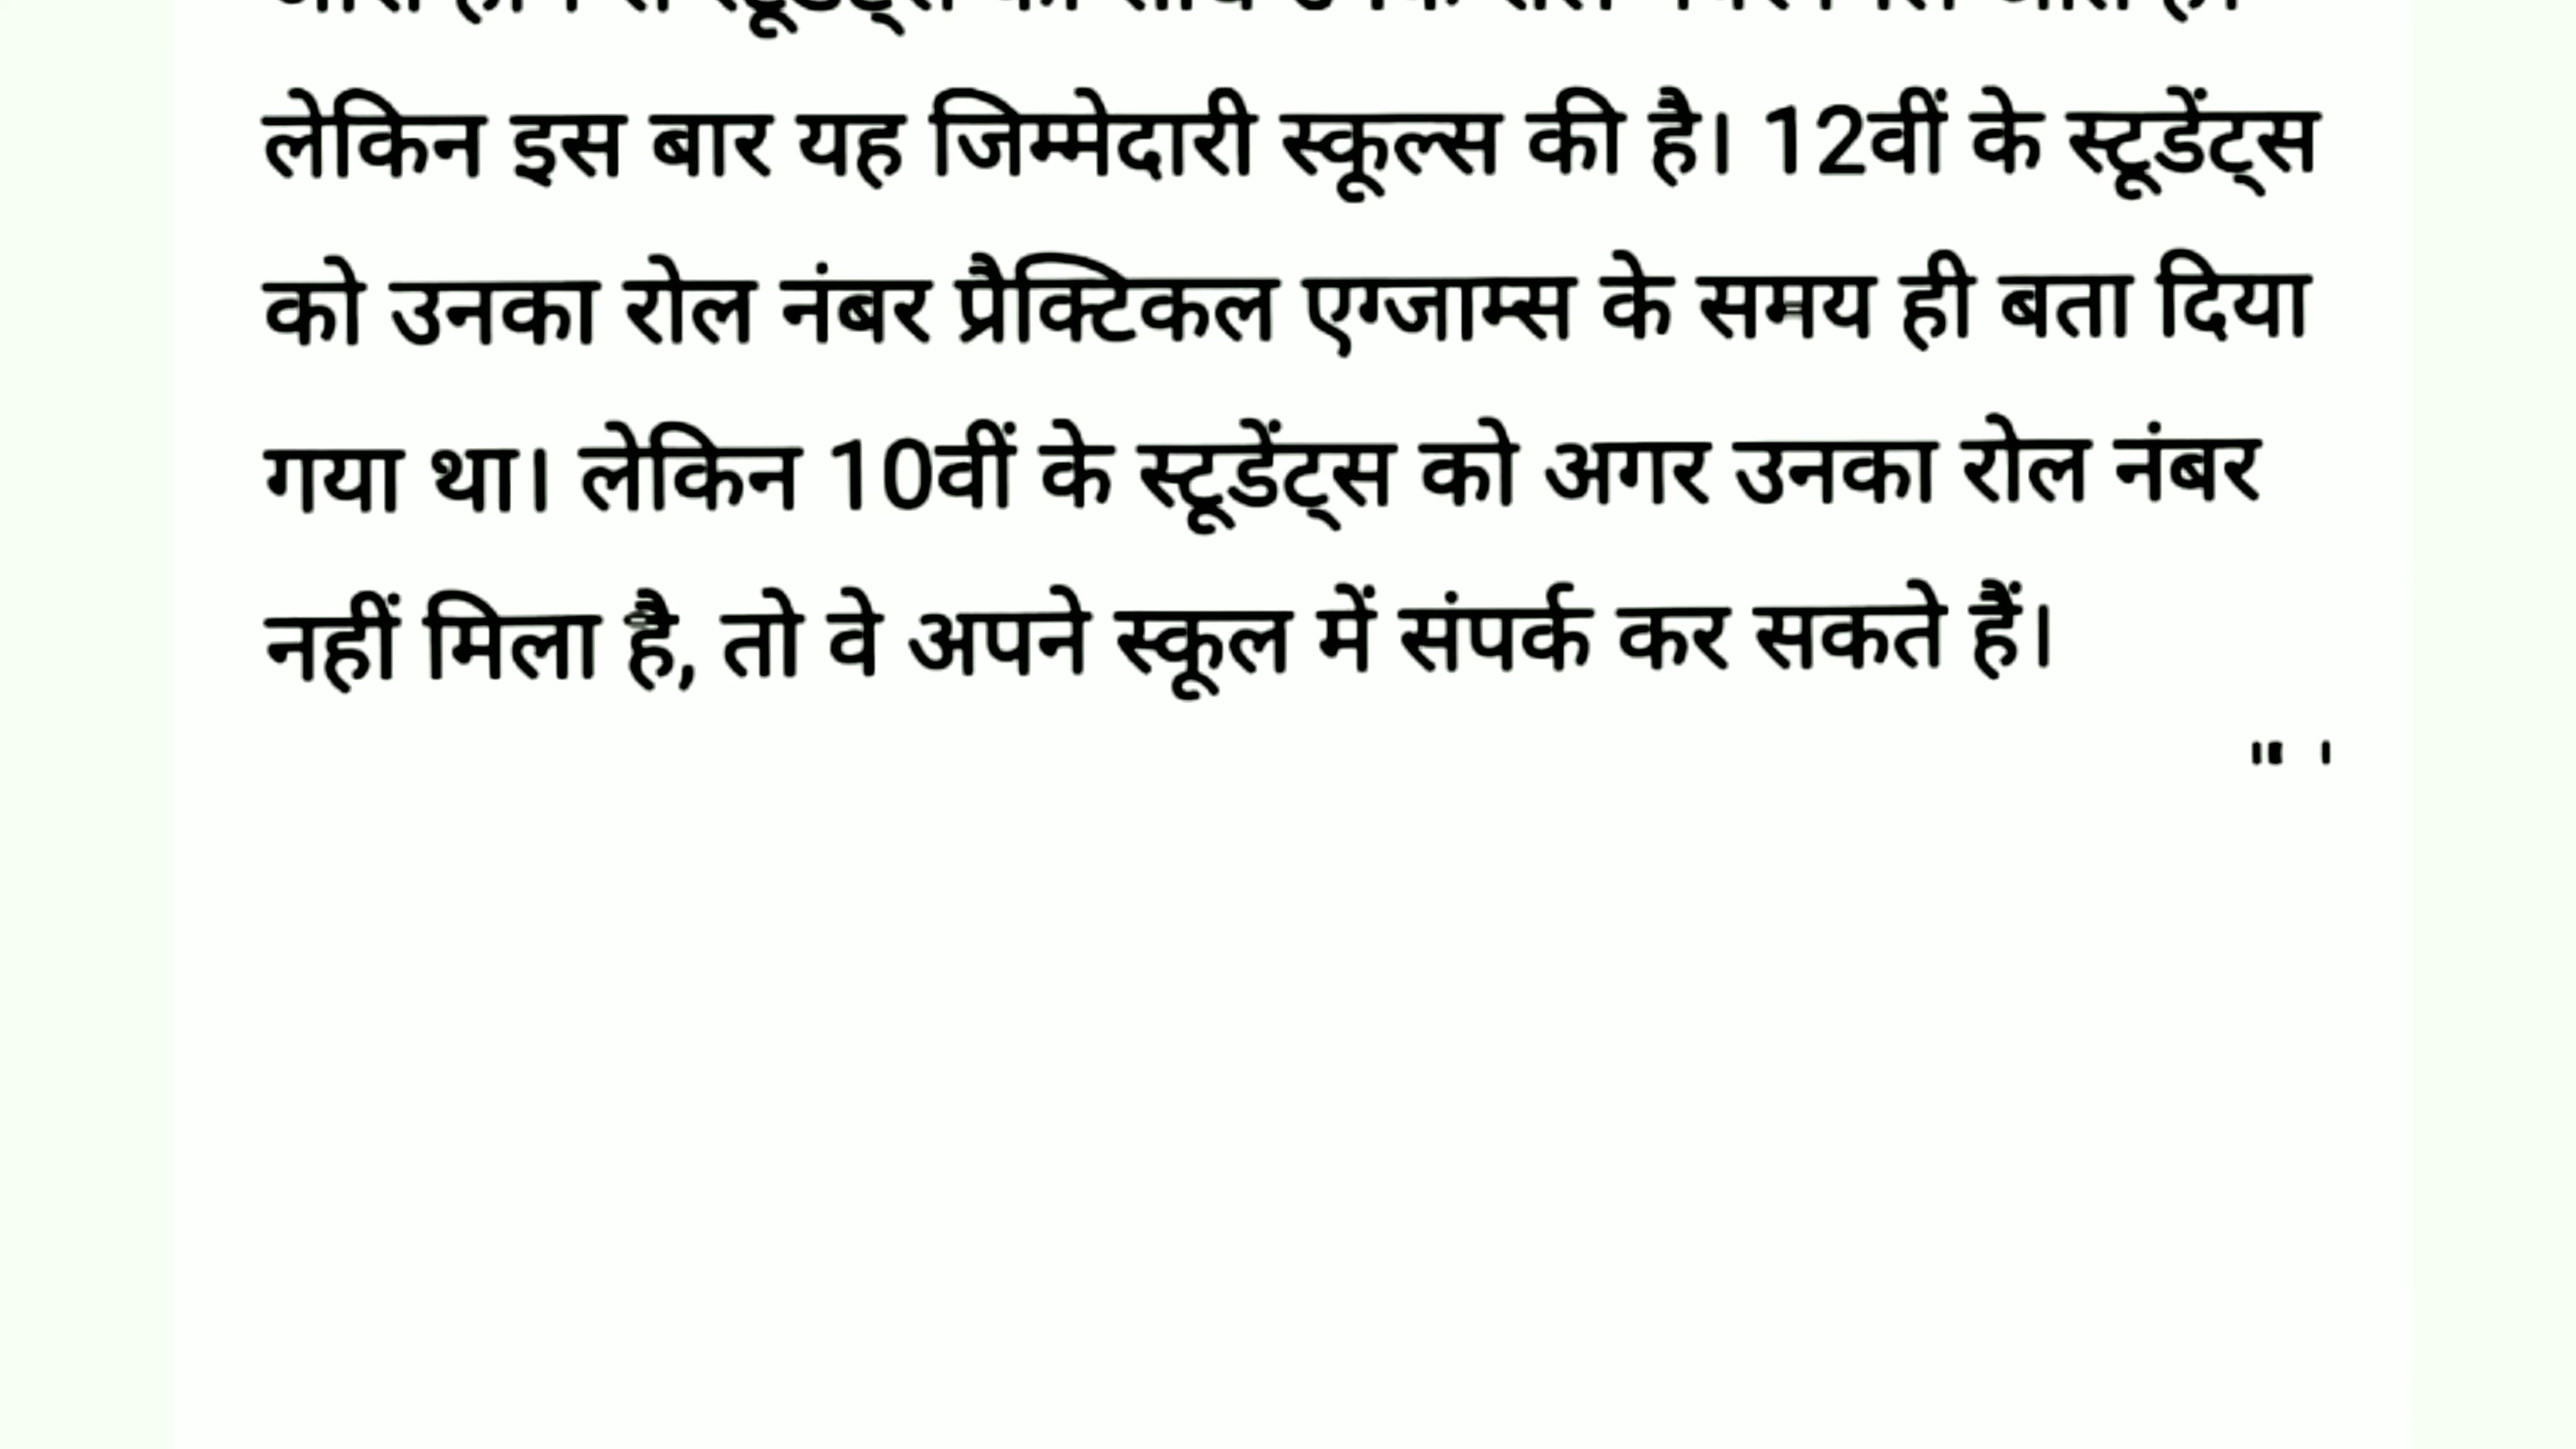 लेकिन इस बार यह जिम्मेदारी स्कूल्स की है। 12वीं के स्टूडेंट्स
को उनका रोल नंबर प्रैक्टिकल एग्जाम्स के समय ही बता दिया
गया था। लेकिन 10वीं के स्टूडेंट्स को अगर उनका रोल नंबर
नहीं मिला है, तो वे अपने स्कूल में संपर्क कर सकते हैं।